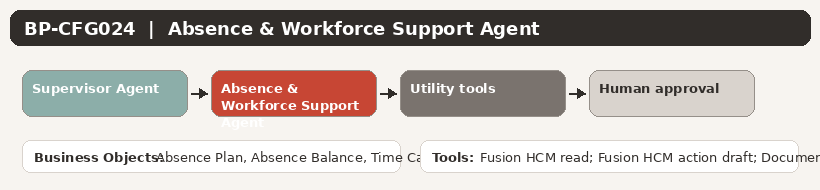 BP-CFG024 | Absence & Workforce Support Agent
Supervisor Agent
Absence &
Workforce Support
Agent
Utility tools
Human approval
Business Objects: Absence Plan, Absence Balance, Time Ca
Tools: Fusion HCM read; Fusion HCM action draft; Documen